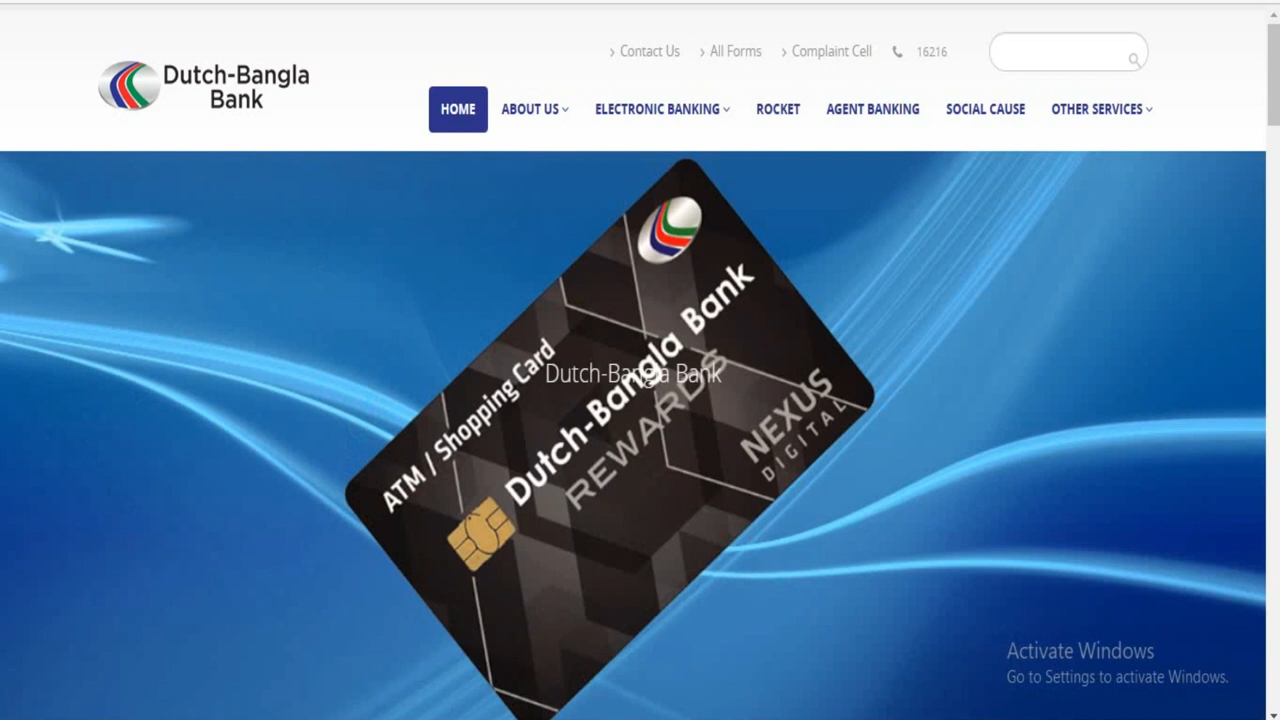 Contact Us All Forms Complaint Cell 16216
Dutch-Bangla
Bank
HOME ABOUT US ELECTRONIC BANKING ROCKET AGENT BANKING SOCIAL CAUSE OTHER SERVICES
ATM / Shopping Card
Dutch-Bangla Bank
REWARDS
NEXUS
DIGITAL
Dutch-Bangla Bank
Activate Windows
Go to Settings to activate Windows.